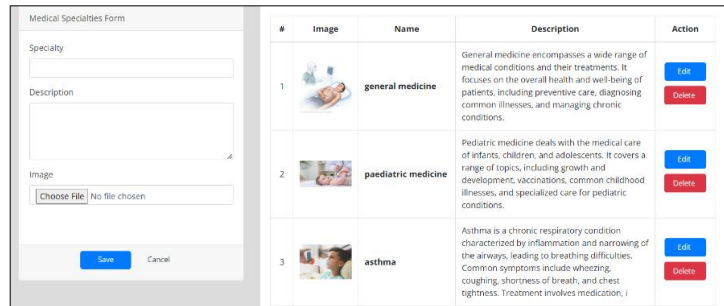 Medical Specialties Form
Specialty
Description
Image
Choose File No file chosen
Save Cancel
# Image Name Description Action
1 general medicine
General medicine encompasses a wide range of
medical conditions and their treatments. It
focuses on the overall health and well-being of
patients, including preventive care, diagnosing
common illnesses, and managing chronic
conditions.
Edit
Delete
2 paediatric medicine
Pediatric medicine deals with the medical care
of infants, children, and adolescents. It covers a
range of topics, including growth and
development, vaccinations, common childhood
illnesses, and specialized care for pediatric
conditions.
Edit
Delete
3 asthma
Asthma is a chronic respiratory condition
characterized by inflammation and narrowing of
the airways, leading to breathing difficulties.
Common symptoms include wheezing,
coughing, shortness of breath, and chest
tightness. Treatment involves medication, i
Edit
Delete